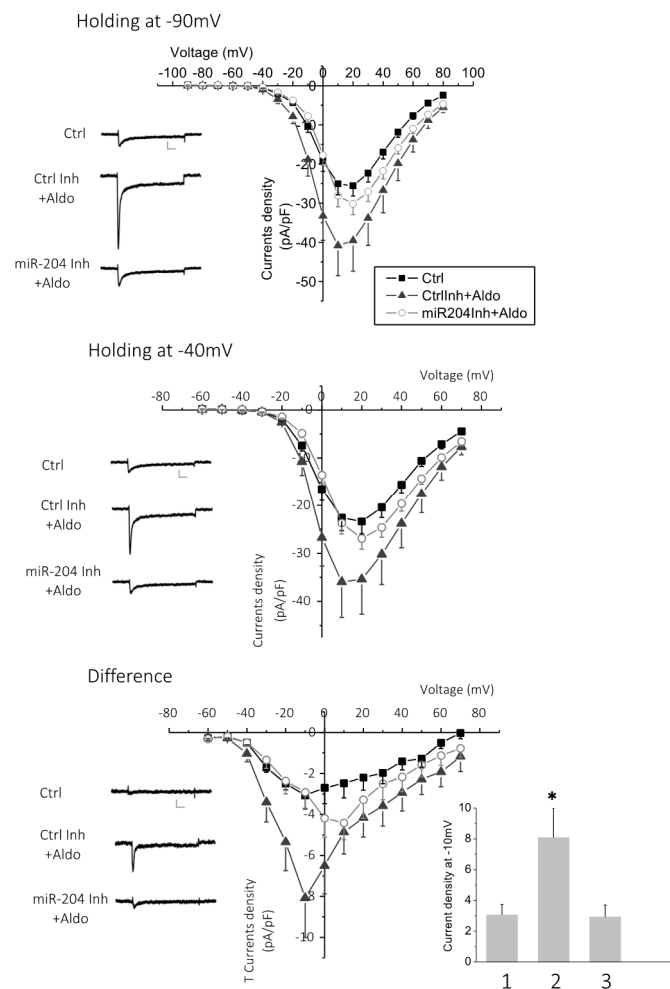 Holding at -90mV
Voltage (mV)
-100 -80 -60 -40 -20 0 20 40 60 80 100
0
-10
-20
-30
-40
-50
Currents density
(pA/pF)
Ctrl
Ctrl Inh
+Aldo
miR-204 Inh
+Aldo
Ctrl
CtrlInh+Aldo
miR204Inh+Aldo
Holding at -40mV
Voltage (mV)
-80 -60 -40 -20 0 20 40 60 80
0
-10
-20
-30
-40
Currents density
(pA/pF)
Ctrl
Ctrl Inh
+Aldo
miR-204 Inh
+Aldo
Difference
Voltage (mV)
-80 -60 -40 -20 0 20 40 60 80
0
-2
-4
-6
-8
-10
T Currents density
(pA/pF)
Ctrl
Ctrl Inh
+Aldo
miR-204 Inh
+Aldo
Current density at -10mV
10
8
6
4
2
0
*
1 2 3